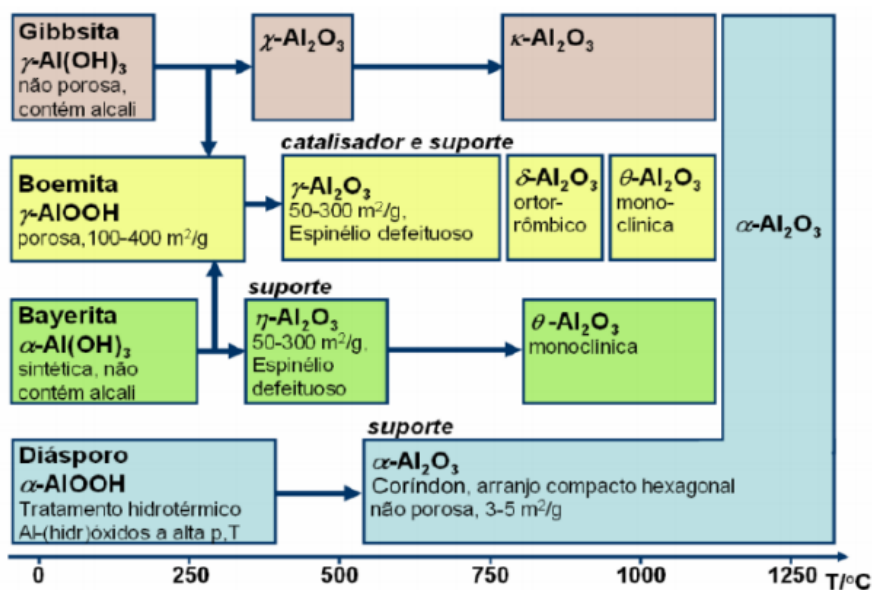 Gibbsita
γ-Al(OH)₃
não porosa,
contém alcali
χ-Al₂O₃
κ-Al₂O₃
catalisador e suporte
Boemita
γ-AlOOH
porosa, 100-400 m²/g
γ-Al₂O₃
50-300 m²/g,
Espinélio defeituoso
δ-Al₂O₃
ortor-
rômbico
θ-Al₂O₃
mono-
clínica
α-Al₂O₃
suporte
Bayerita
α-Al(OH)₃
sintética, não
contém alcali
η-Al₂O₃
50-300 m²/g,
Espinélio
defeituoso
θ-Al₂O₃
monoclinica
suporte
Diásporo
α-AlOOH
Tratamento hidrotérmico
Al-(hidr)óxidos a alta p,T
α-Al₂O₃
Coríndon, arranjo compacto hexagonal
não porosa, 3-5 m²/g
0 250 500 750 1000 1250 T/°C